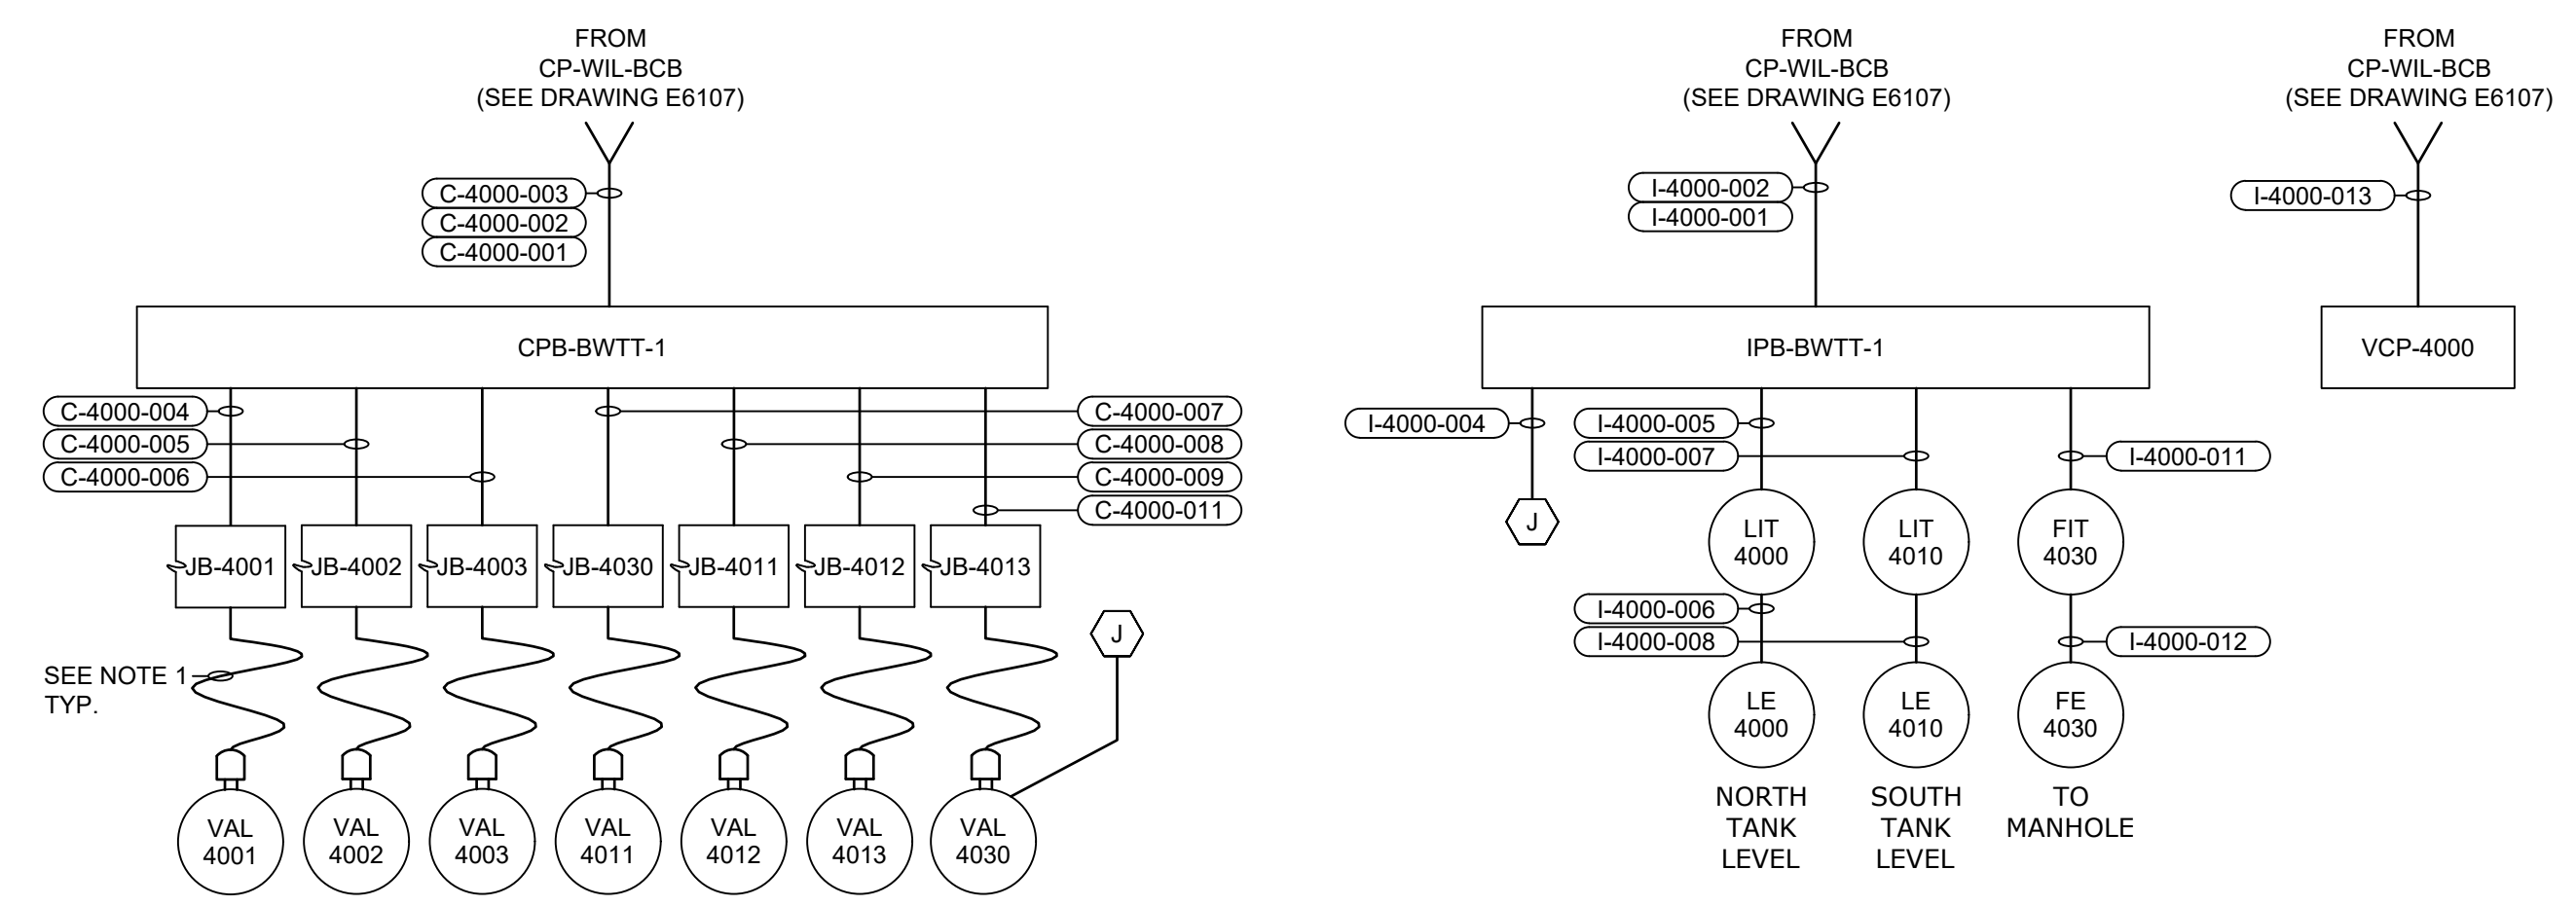 FROM
CP-WIL-BCB
(SEE DRAWING E6107)
C-4000-003
C-4000-002
C-4000-001
CPB-BWTT-1
C-4000-004
C-4000-005
C-4000-006
C-4000-007
C-4000-008
C-4000-009
C-4000-011
JB-4001
JB-4002
JB-4003
JB-4030
JB-4011
JB-4012
JB-4013
J
SEE NOTE 1
TYP.
VAL
4001
VAL
4002
VAL
4003
VAL
4011
VAL
4012
VAL
4013
VAL
4030
FROM
CP-WIL-BCB
(SEE DRAWING E6107)
I-4000-002
I-4000-001
IPB-BWTT-1
I-4000-004
I-4000-005
I-4000-007
I-4000-011
J
LIT
4000
LIT
4010
FIT
4030
I-4000-006
I-4000-008
I-4000-012
LE
4000
LE
4010
FE
4030
NORTH
TANK
LEVEL
SOUTH
TANK
LEVEL
TO
MANHOLE
FROM
CP-WIL-BCB
(SEE DRAWING E6107)
I-4000-013
VCP-4000